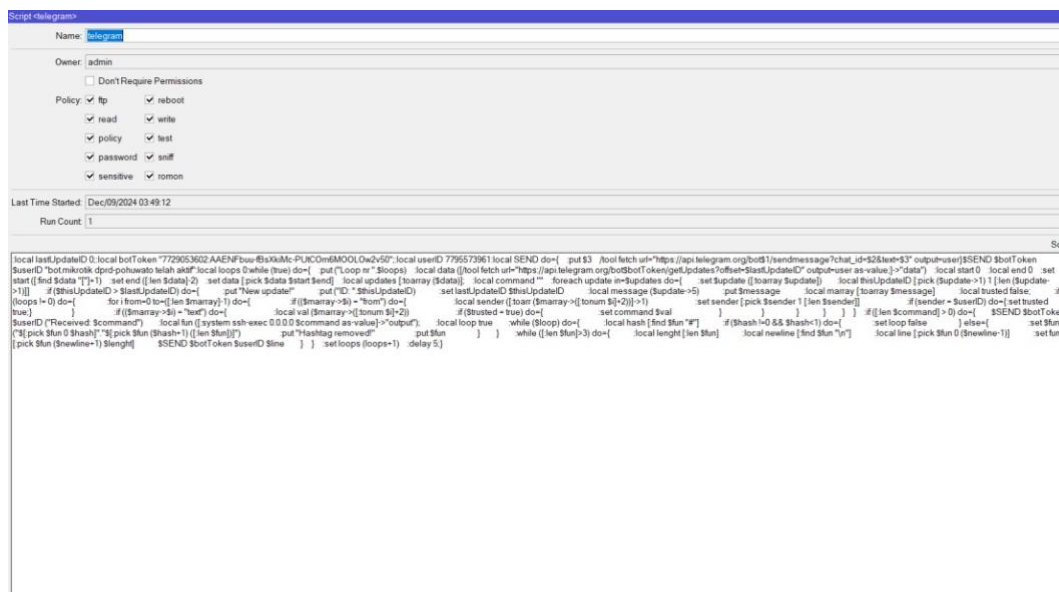 Script <telegram>
Name: telegram
Owner: admin
Don't Require Permissions
Policy: ftp reboot
read write
policy test
password sniff
sensitive romon
Last Time Started: Dec/09/2024 03:49:12
Run Count: 1
:local lastUpdateID 0;:local botToken
:local userID 7795573961:local SEND do={ :put $3 /tool fetch url="https://api.telegram.org/bot$1/sendmessage?chat_id=$2&text=$3" output=user}$SEND $botToken
$userID "bot.mikrotik dprd-pohuwato telah aktif":local loops 0:while (true) do={ :put ("Loop nr ".$loops) :local data ([/tool fetch url="https://api.telegram.org/bot$botToken/getUpdates?offset=$lastUpdateID" output=user as-value;]->"data") :local start 0 :local end 0 :set
start ([:find $data "["]+1) :set end ([:len $data]-2) :set data [:pick $data $start $end] :local updates [:toarray ($data)]; :local command "" :foreach update in=$updates do={ :set $update ([:toarray $update]) :local thisUpdateID [:pick ($update->1) 1 [:len ($update-
>1)]] :if ($thisUpdateID > $lastUpdateID) do={ :put "New update!" :put ("ID: ".$thisUpdateID) :set lastUpdateID $thisUpdateID :local message ($update->5) :put $message :local marray [:toarray $message] :local trusted false;
(loops != 0) do={ :for i from=0 to=([:len $marray]-1) do={ :if (($marray->$i) = "from") do={ :local sender ([:toarr ($marray->([:tonum $i]+2))]->1) :set sender [:pick $sender 1 [:len $sender]] :if (sender = $userID) do={:set trusted
true;} } :if (($marray->$i) = "text") do={ :local val ($marray->([:tonum $i]+2)) :if ($trusted = true) do={ :set command $val } } } } } :if ([:len $command] > 0) do={ $SEND $botToke
$userID ("Received: $command") :local fun ([:system ssh-exec 0.0.0.0 $command as-value]->"output"); :local loop true :while ($loop) do={ :local hash [:find $fun "#"] :if ($hash !=0 && $hash<1) do={ :set loop false } else={ :set $fun
("$[:pick $fun 0 $hash]"."$[:pick $fun ($hash+1) ([:len $fun])]") :put "Hashtag removed!" :put $fun } } :while ([:len $fun]>3) do={ :local lenght [:len $fun] :local newline [:find $fun "\n"] :local line [:pick $fun 0 ($newline-1)] :set fun
[:pick $fun ($newline+1) $lenght] $SEND $botToken $userID $line } } :set loops (loops+1) :delay 5;}